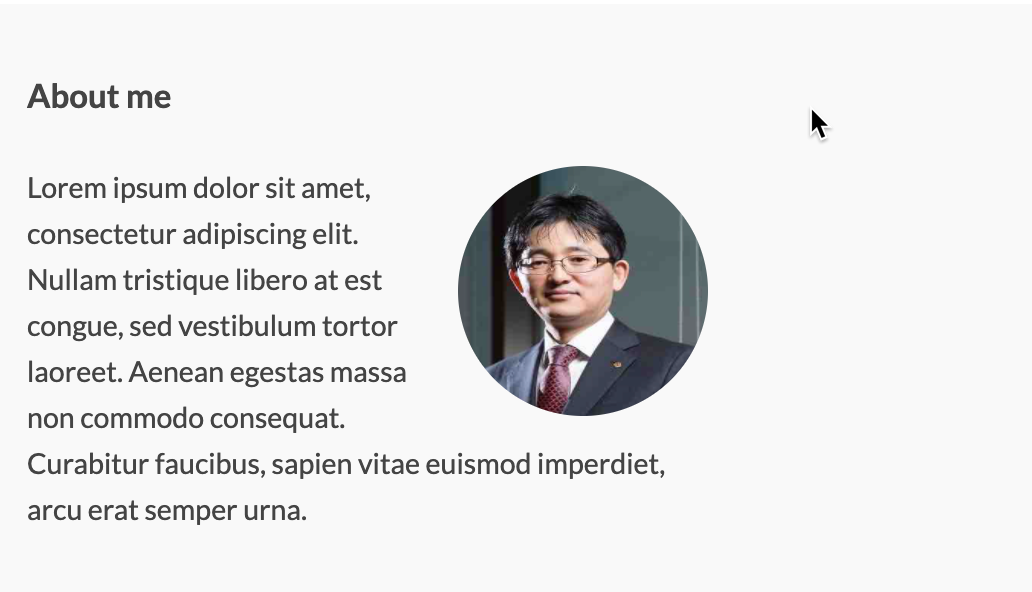 About me
Lorem ipsum dolor sit amet,
consectetur adipiscing elit.
Nullam tristique libero at est
congue, sed vestibulum tortor
laoreet. Aenean egestas massa
non commodo consequat.
Curabitur faucibus, sapien vitae euismod imperdiet,
arcu erat semper urna.